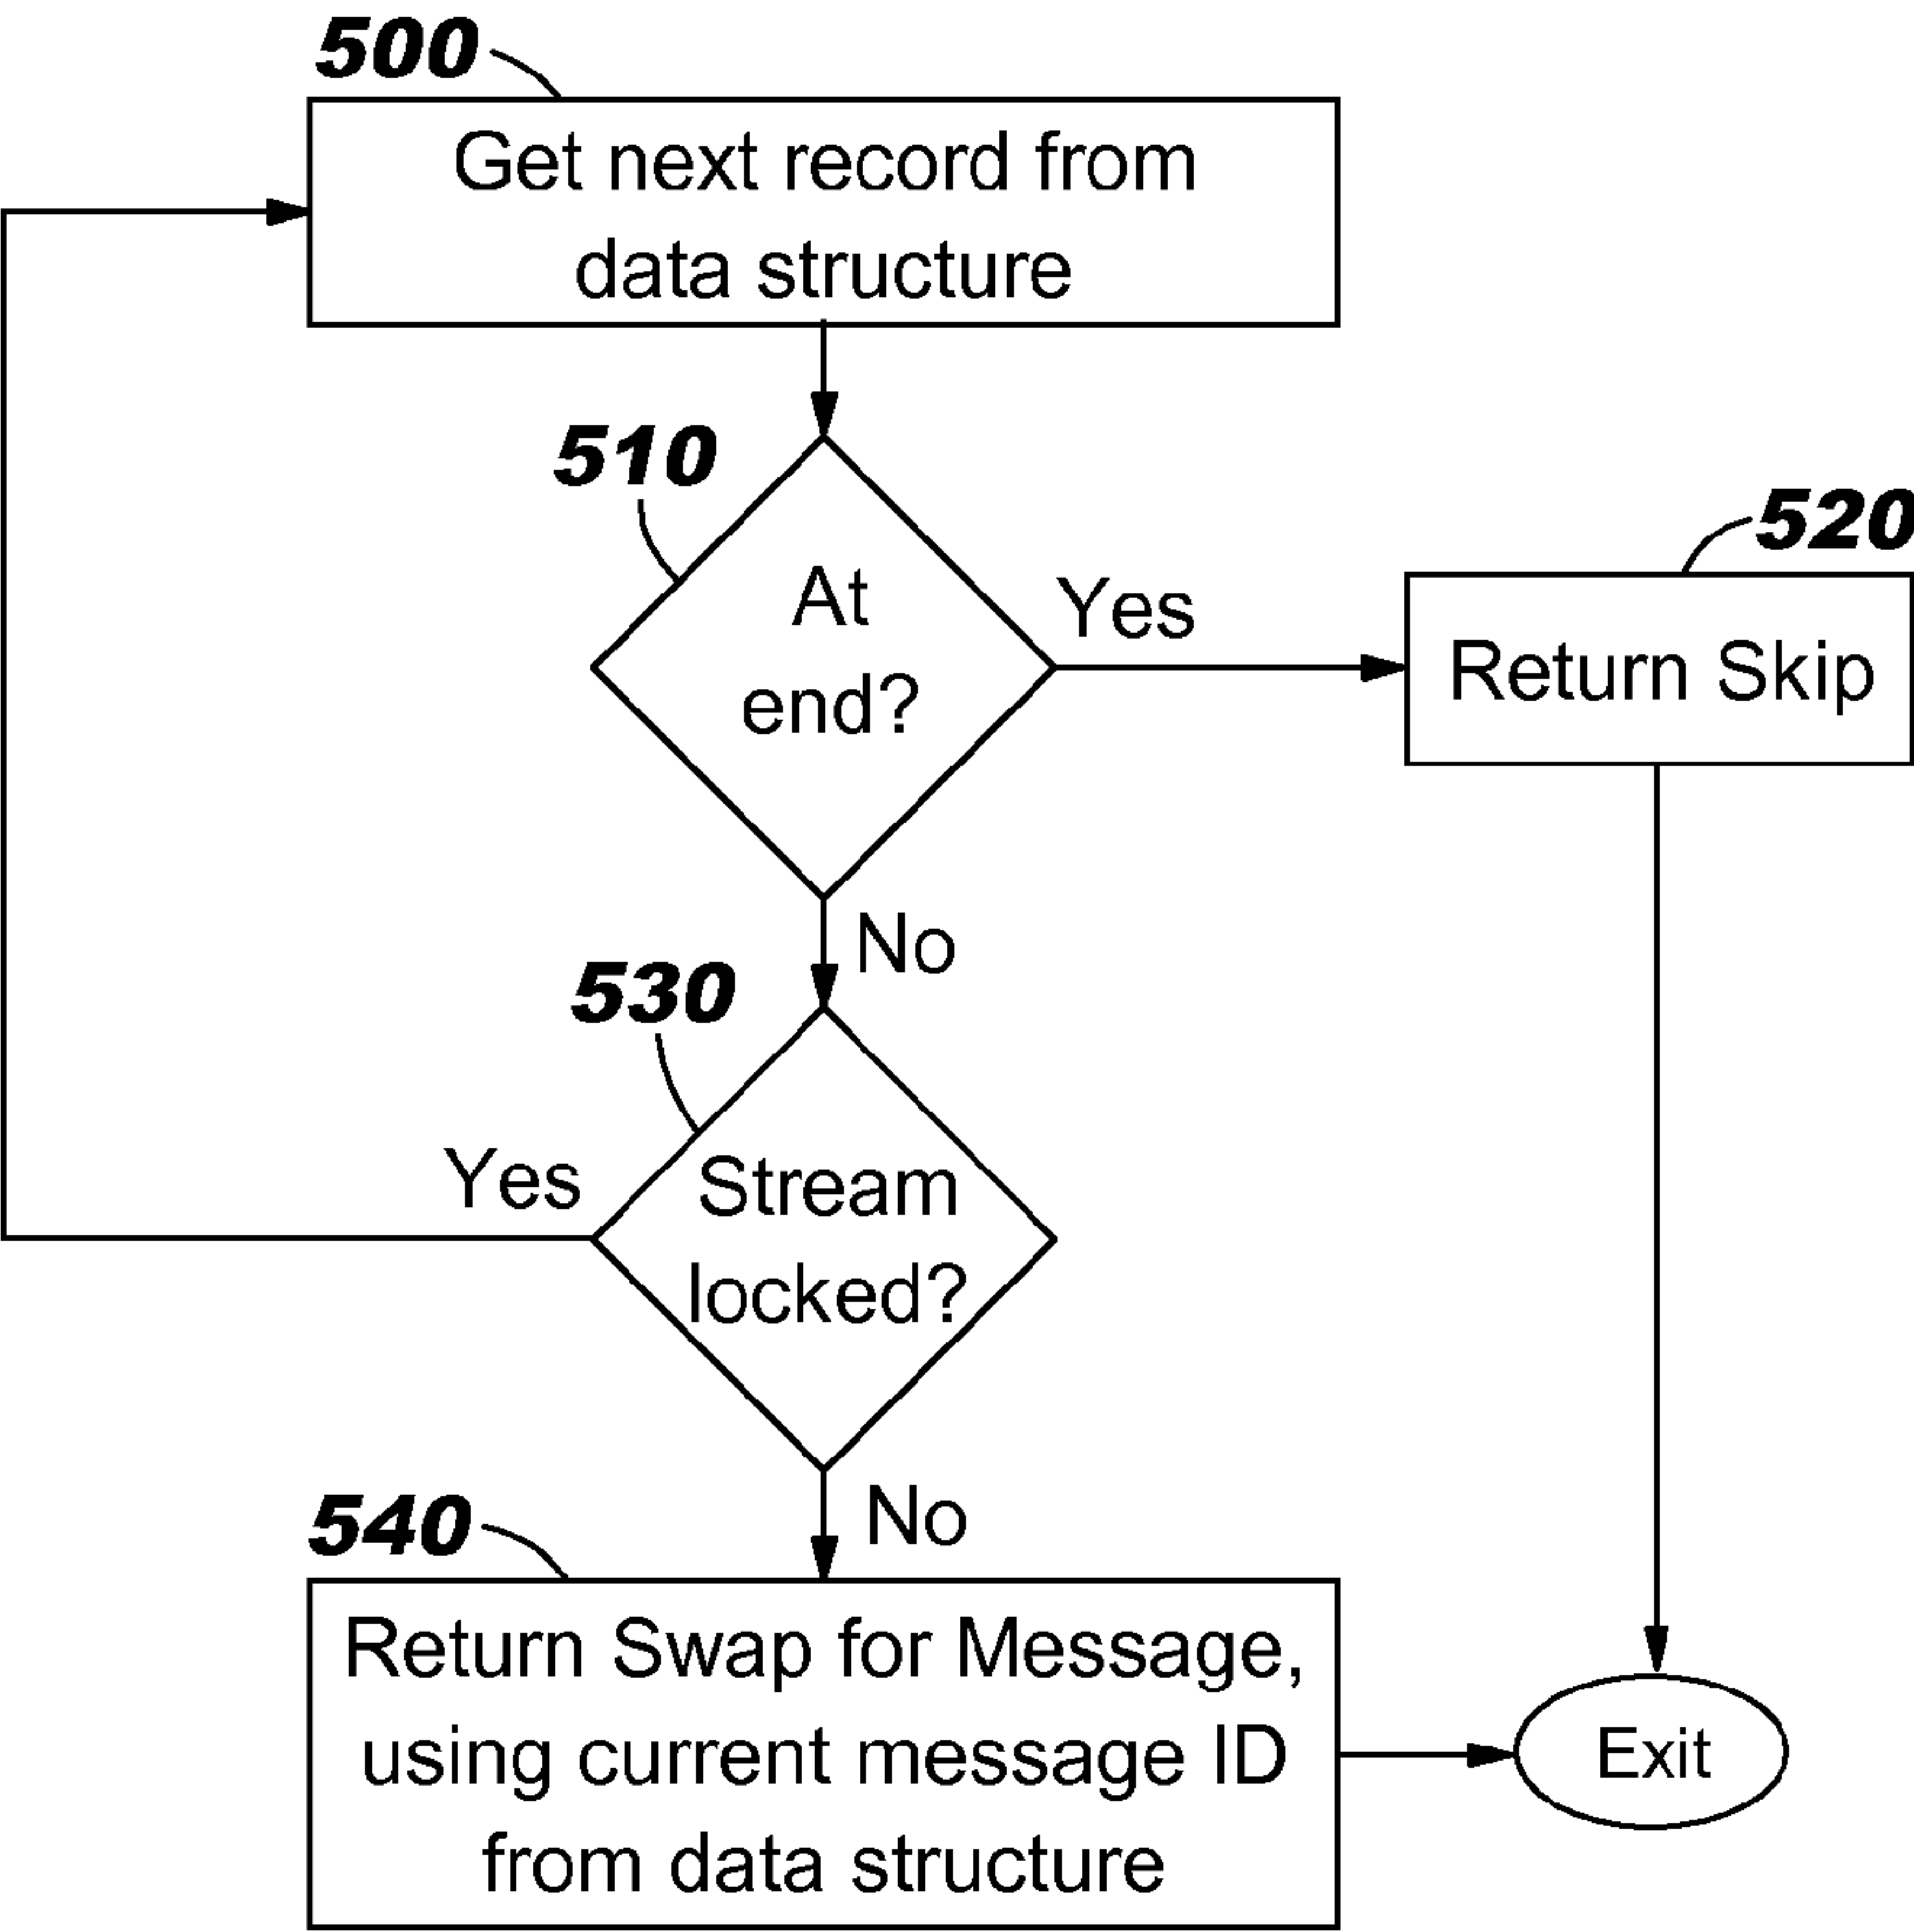 500
Get next record from
data structure
510
At
end?
Yes
520
Return Skip
No
530
Yes
Stream
locked?
No
540
Return Swap for Message,
using current message ID
from data structure
Exit